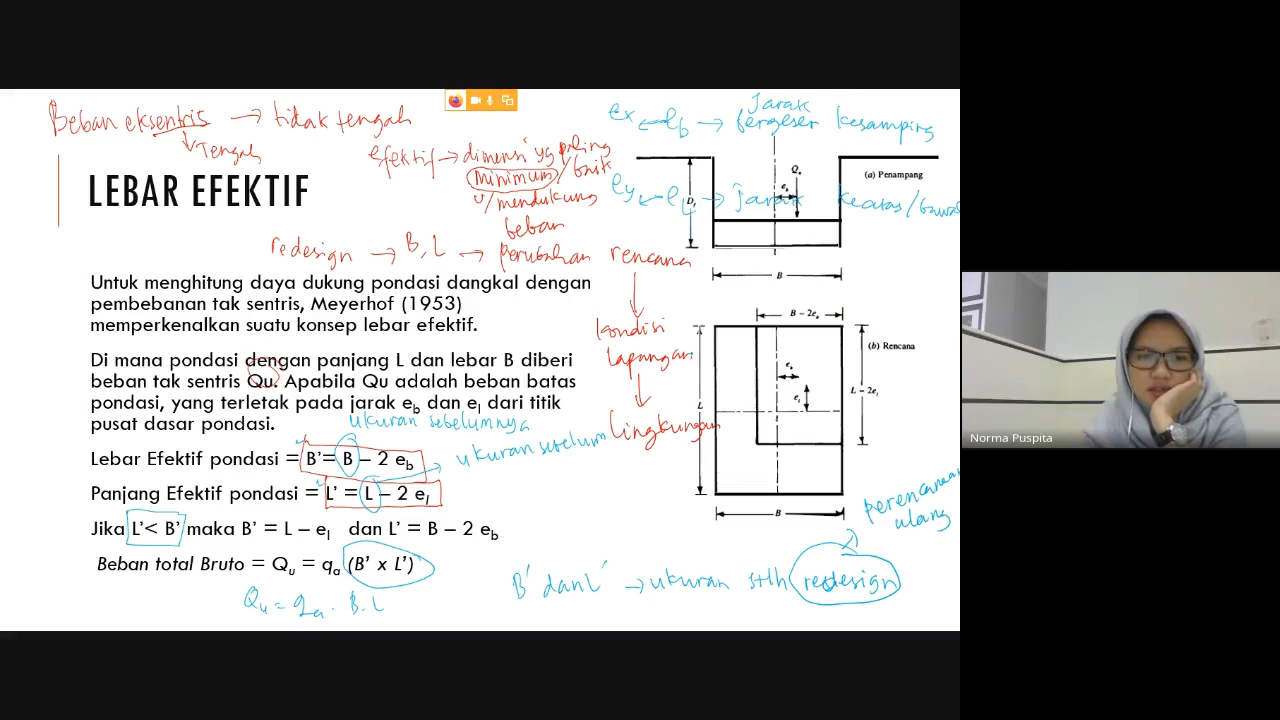 Beban eksentris → tidak tengah
Tengah
efektif → dimensi yg paling
minimum / baik
u/ mendukung
beban
LEBAR EFEKTIF
redesign → B, L → perubahan rencana
kondisi
lapangan
lingkungan
Untuk menghitung daya dukung pondasi dangkal dengan
pembebanan tak sentris, Meyerhof (1953)
memperkenalkan suatu konsep lebar efektif.
Di mana pondasi dengan panjang L dan lebar B diberi
beban tak sentris Qu. Apabila Qu adalah beban batas
pondasi, yang terletak pada jarak eb dan el dari titik
pusat dasar pondasi.
ukuran sebelumnya
Lebar Efektif pondasi = B’= B – 2 eb
ukuran sebelum
Panjang Efektif pondasi = L’ = L – 2 el
Jika L’< B’ maka B’ = L – el dan L’ = B – 2 eb
Beban total Bruto = Qu = qa (B’ x L’)
Qu = qa . B . L
B' dan L' → ukuran stlh redesign
perencanaan
ulang
ex ← eb → Jarak
bergeser kesamping
ey ← eL → jarak keatas/bawah
Qu
(a) Penampang
eb
Df
B
B – 2eb
(b) Rencana
eb
el
L
L – 2el
B
Norma Puspita